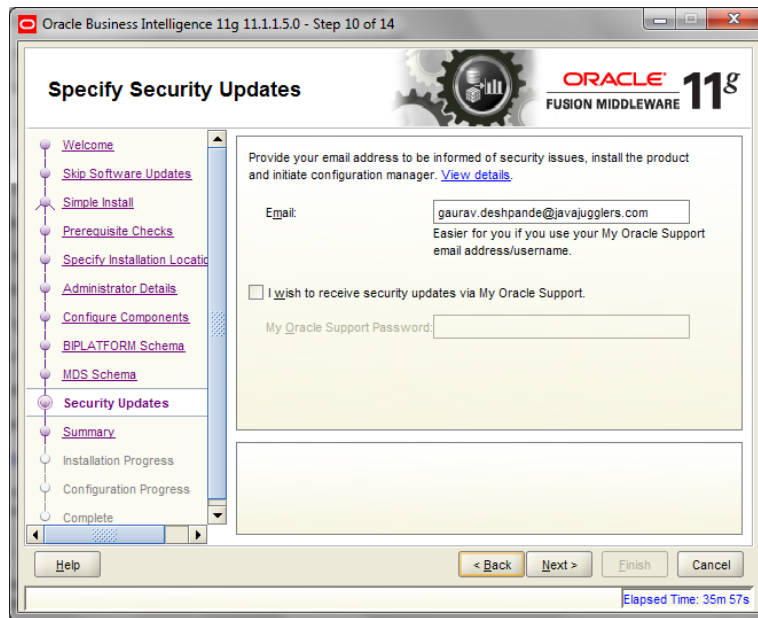 Oracle Business Intelligence 11g 11.1.1.5.0 - Step 10 of 14
Specify Security Updates
ORACLE
FUSION MIDDLEWARE
11g
Welcome
Skip Software Updates
Simple Install
Prerequisite Checks
Specify Installation Locatio
Administrator Details
Configure Components
BIPLATFORM Schema
MDS Schema
Security Updates
Summary
Installation Progress
Configuration Progress
Complete
Provide your email address to be informed of security issues, install the product
and initiate configuration manager. View details.
Email: gaurav.deshpande@javajugglers.com
Easier for you if you use your My Oracle Support
email address/username.
I wish to receive security updates via My Oracle Support.
My Oracle Support Password:
Help < Back Next > Finish Cancel
Elapsed Time: 35m 57s